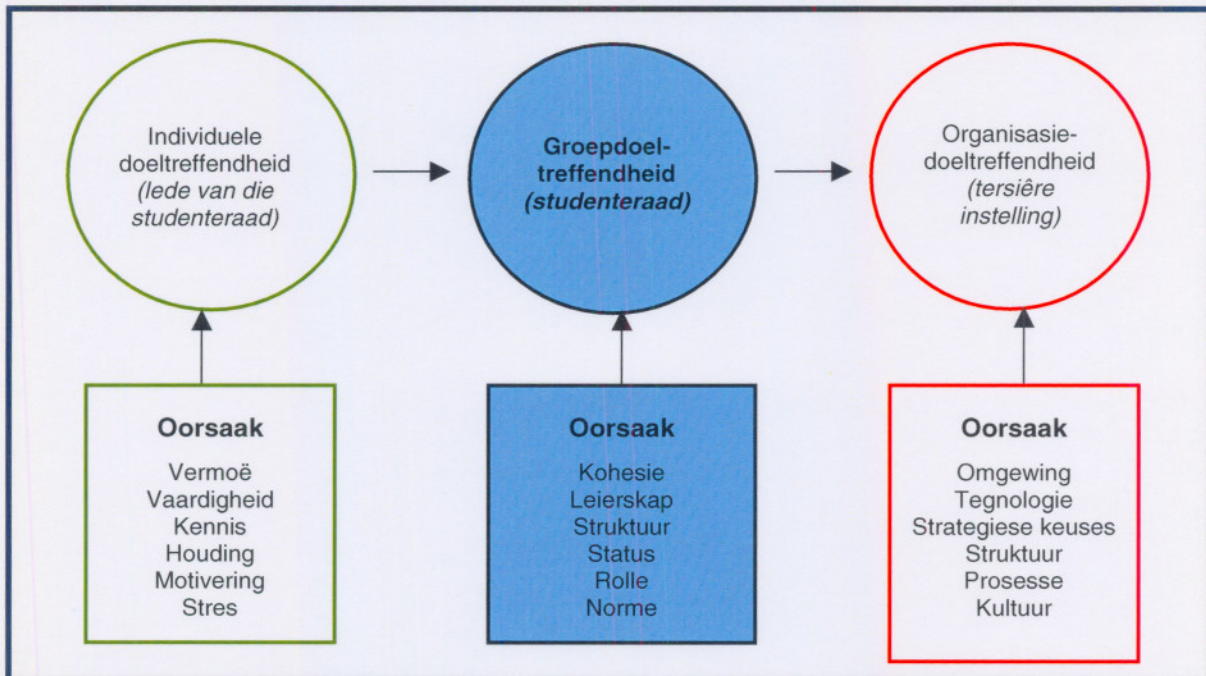 Individuele
doeltreffendheid
(lede van die
studenteraad)
Groepdoel-
treffendheid
(studenteraad)
Organisasie-
doeltreffendheid
(tersiêre
instelling)
Oorsaak
Vermoë
Vaardigheid
Kennis
Houding
Motivering
Stres
Oorsaak
Kohesie
Leierskap
Struktuur
Status
Rolle
Norme
Oorsaak
Omgewing
Tegnologie
Strategiese keuses
Struktuur
Prosesse
Kultuur